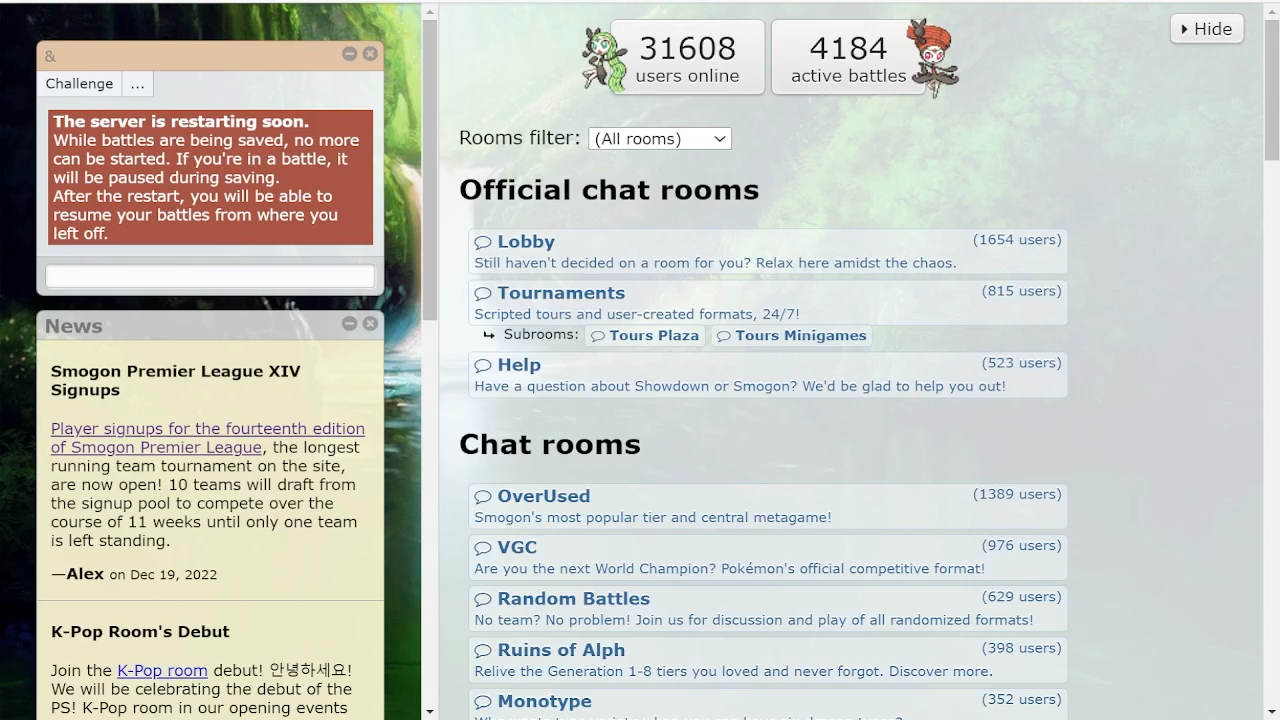 &
Challenge ...
The server is restarting soon.
While battles are being saved, no more
can be started. If you're in a battle, it
will be paused during saving.
After the restart, you will be able to
resume your battles from where you
left off.
News
Smogon Premier League XIV
Signups
Player signups for the fourteenth edition
of Smogon Premier League, the longest
running team tournament on the site,
are now open! 10 teams will draft from
the signup pool to compete over the
course of 11 weeks until only one team
is left standing.
—Alex on Dec 19, 2022
K-Pop Room's Debut
Join the K-Pop room debut! 안녕하세요!
We will be celebrating the debut of the
PS! K-Pop room in our opening events
31608
users online
4184
active battles
Hide
Rooms filter: (All rooms)
Official chat rooms
Lobby (1654 users)
Still haven't decided on a room for you? Relax here amidst the chaos.
Tournaments (815 users)
Scripted tours and user-created formats, 24/7!
Subrooms: Tours Plaza Tours Minigames
Help (523 users)
Have a question about Showdown or Smogon? We'd be glad to help you out!
Chat rooms
OverUsed (1389 users)
Smogon's most popular tier and central metagame!
VGC (976 users)
Are you the next World Champion? Pokémon's official competitive format!
Random Battles (629 users)
No team? No problem! Join us for discussion and play of all randomized formats!
Ruins of Alph (398 users)
Relive the Generation 1-8 tiers you loved and never forgot. Discover more.
Monotype (352 users)